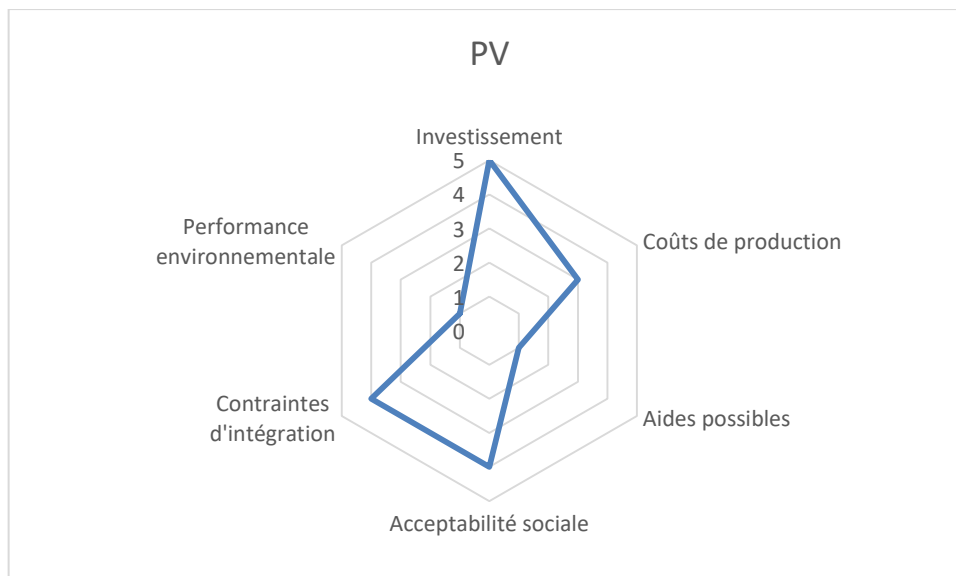 PV
Investissement
5
4
3
2
1
0
Coûts de production
Aides possibles
Acceptabilité sociale
Contraintes
d'intégration
Performance
environnementale